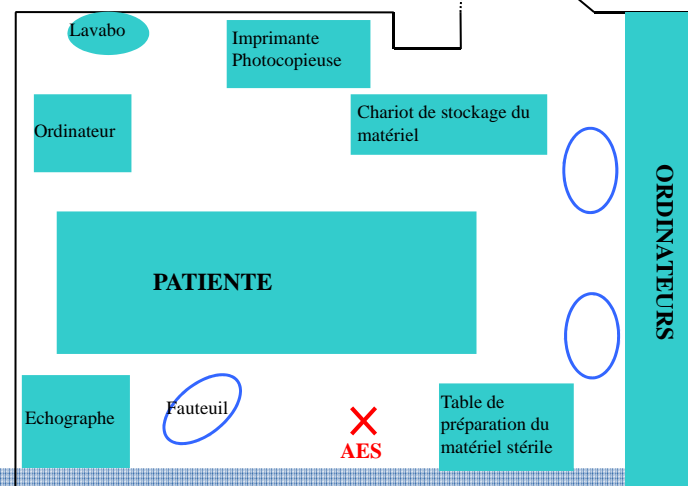 Lavabo
Imprimante
Photocopieuse
Ordinateur
Chariot de stockage du
matériel
ORDINATEURS
PATIENTE
Echographe
Fauteuil
AES
Table de
préparation du
matériel stérile